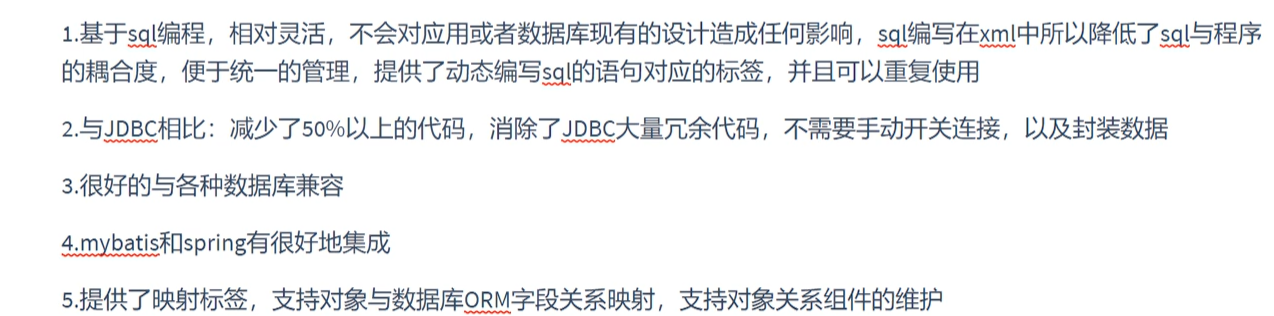 1.基于sql编程，相对灵活，不会对应用或者数据库现有的设计造成任何影响，sql编写在xml中所以降低了sql与程序
的耦合度，便于统一的管理，提供了动态编写sql的语句对应的标签，并且可以重复使用
2.与JDBC相比：减少了50%以上的代码，消除了JDBC大量冗余代码，不需要手动开关连接，以及封装数据
3.很好的与各种数据库兼容
4.mybatis和spring有很好地集成
5.提供了映射标签，支持对象与数据库ORM字段关系映射，支持对象关系组件的维护